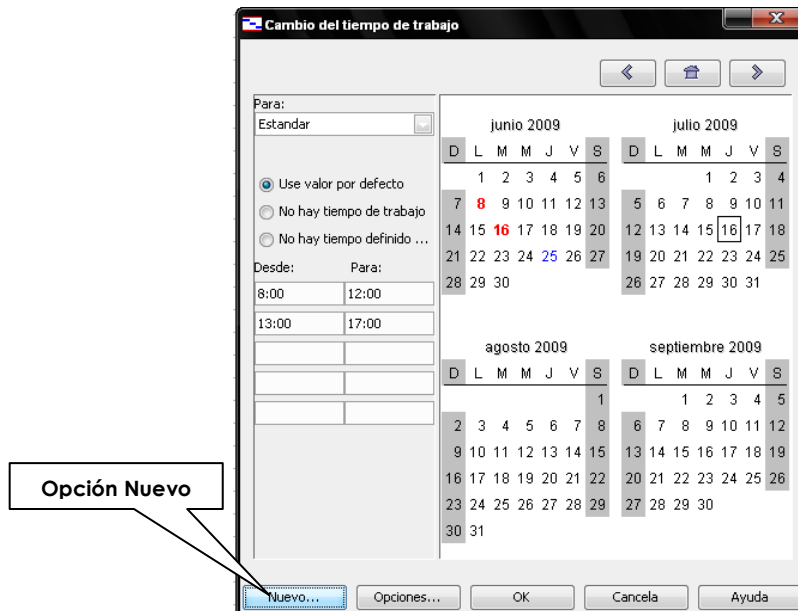 Cambio del tiempo de trabajo
Para:
Estandar
Use valor por defecto
No hay tiempo de trabajo
No hay tiempo definido ...
Desde: Para:
8:00 12:00
13:00 17:00
junio 2009
D L M M J V S
1 2 3 4 5 6
7 8 9 10 11 12 13
14 15 16 17 18 19 20
21 22 23 24 25 26 27
28 29 30
julio 2009
D L M M J V S
1 2 3 4
5 6 7 8 9 10 11
12 13 14 15 16 17 18
19 20 21 22 23 24 25
26 27 28 29 30 31
agosto 2009
D L M M J V S
1
2 3 4 5 6 7 8
9 10 11 12 13 14 15
16 17 18 19 20 21 22
23 24 25 26 27 28 29
30 31
septiembre 2009
D L M M J V S
1 2 3 4 5
6 7 8 9 10 11 12
13 14 15 16 17 18 19
20 21 22 23 24 25 26
27 28 29 30
Opción Nuevo
Nuevo... Opciones... OK Cancela Ayuda